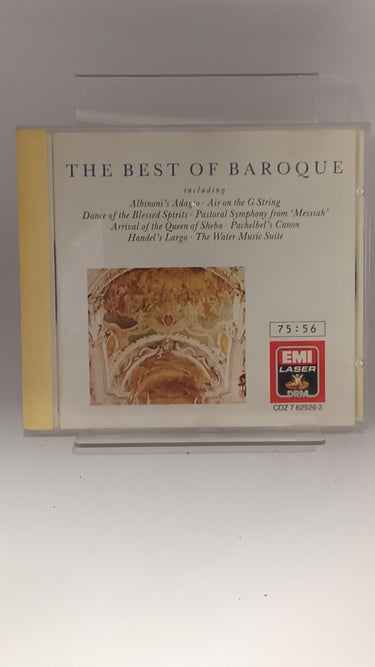 THE BEST OF BAROQUE
including
Albinoni's Adagio · Air on the G String
Dance of the Blessed Spirits · Pastoral Symphony from 'Messiah'
Arrival of the Queen of Sheba · Pachelbel's Canon
Handel's Largo · The Water Music Suite
75:56
EMI
LASER
DRM
CDZ 7 62526 2